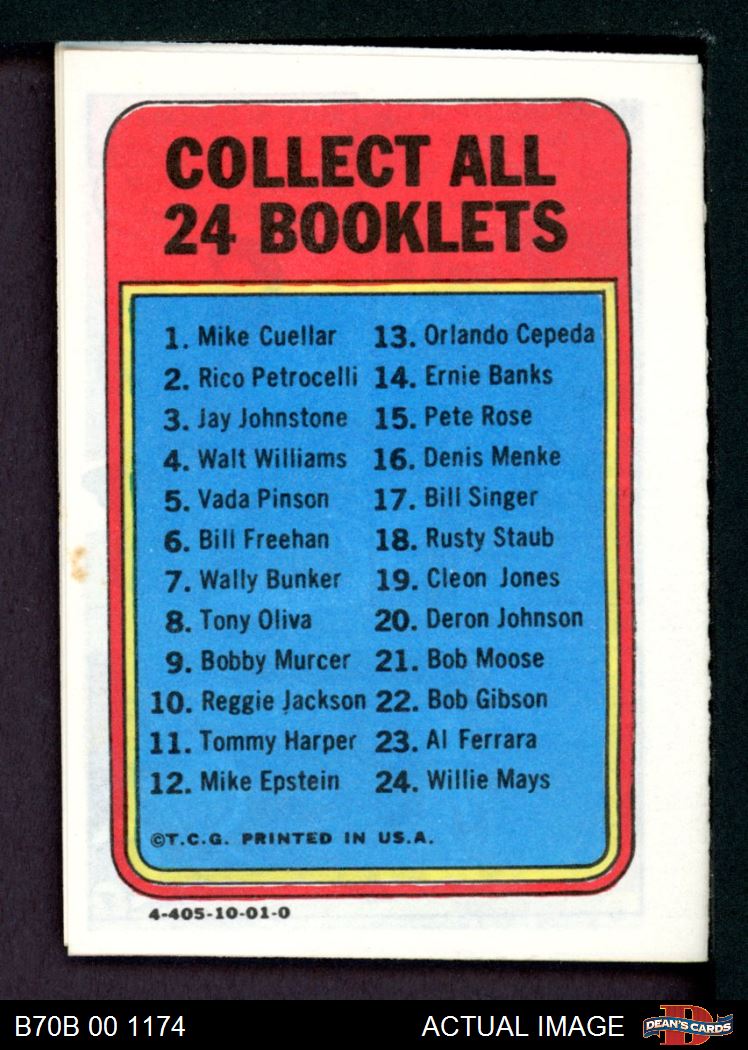 COLLECT ALL
24 BOOKLETS
1. Mike Cuellar
2. Rico Petrocelli
3. Jay Johnstone
4. Walt Williams
5. Vada Pinson
6. Bill Freehan
7. Wally Bunker
8. Tony Oliva
9. Bobby Murcer
10. Reggie Jackson
11. Tommy Harper
12. Mike Epstein
13. Orlando Cepeda
14. Ernie Banks
15. Pete Rose
16. Denis Menke
17. Bill Singer
18. Rusty Staub
19. Cleon Jones
20. Deron Johnson
21. Bob Moose
22. Bob Gibson
23. Al Ferrara
24. Willie Mays
©T.C.G. PRINTED IN U.S.A.
4-405-10-01-0
B70B 00 1174
ACTUAL IMAGE
D
DEAN'S CARDS